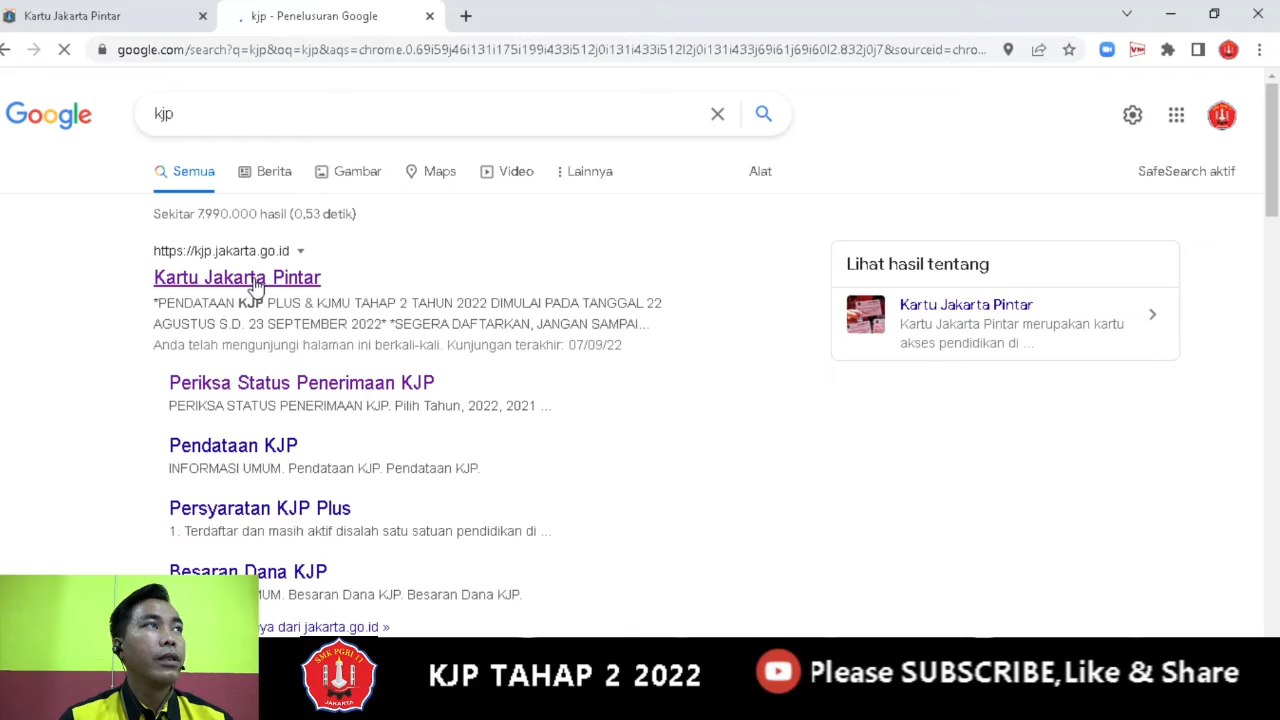 Kartu Jakarta Pintar
kjp - Penelusuran Google
google.com/search?q=kjp&oq=kjp&aqs=chrome.0.69i59j46i131i175i199i433i512j0i131i433i512l2j0i131i433j69i61j69i60l2.832j0j7&sourceid=chro...
Google
kjp
Semua
Berita
Gambar
Maps
Video
Lainnya
Alat
SafeSearch aktif
Sekitar 7.990.000 hasil (0,53 detik)
https://kjp.jakarta.go.id
Kartu Jakarta Pintar
*PENDATAAN KJP PLUS & KJMU TAHAP 2 TAHUN 2022 DIMULAI PADA TANGGAL 22
AGUSTUS S.D. 23 SEPTEMBER 2022* *SEGERA DAFTARKAN, JANGAN SAMPAI...
Anda telah mengunjungi halaman ini berkali-kali. Kunjungan terakhir: 07/09/22
Periksa Status Penerimaan KJP
PERIKSA STATUS PENERIMAAN KJP. Pilih Tahun, 2022, 2021 ...
Pendataan KJP
INFORMASI UMUM. Pendataan KJP. Pendataan KJP.
Persyaratan KJP Plus
1. Terdaftar dan masih aktif disalah satu satuan pendidikan di ...
Besaran Dana KJP
UM. Besaran Dana KJP. Besaran Dana KJP.
ya dari jakarta.go.id »
Lihat hasil tentang
Kartu Jakarta Pintar
Kartu Jakarta Pintar merupakan kartu
akses pendidikan di ...
SMK PGRI 11
JAKARTA
KJP TAHAP 2 2022
Please SUBSCRIBE,Like & Share